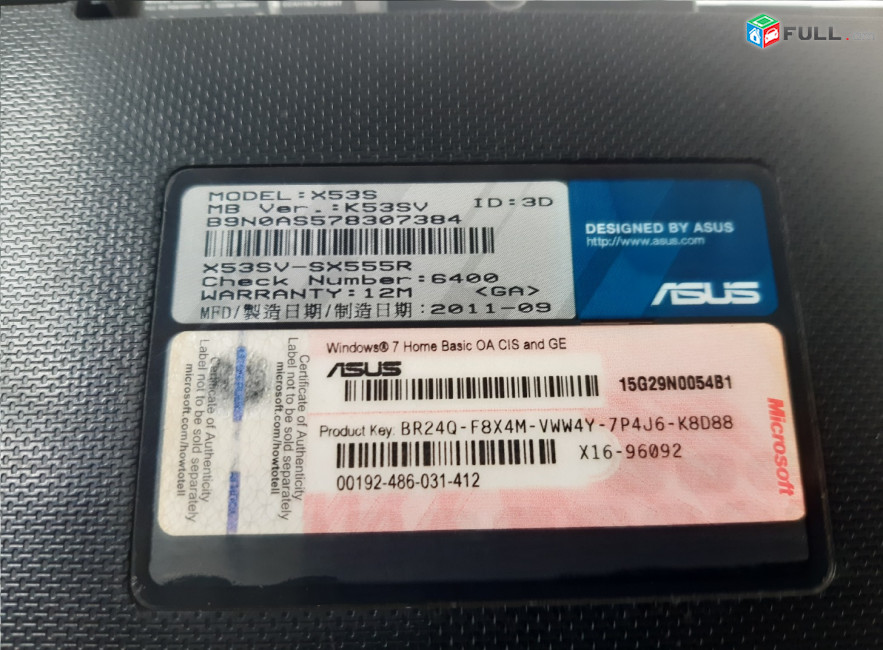 FULL
MODEL:X53S
MB Ver.:K53SV ID:3D
B9N0AS578307384
X53SV-SX555R
Check Number:6400
WARRANTY:12M <GA>
MFD/製造日期/制造日期:2011-09
DESIGNED BY ASUS
http://www.asus.com
ASUS
Certificate of Authenticity
Label not to be sold separately
microsoft.com/howtotell
Certificate of Authenticity
Label not to be sold separately
microsoft.com/howtotell
Windows® 7 Home Basic OA CIS and GE
ASUS
15G29N0054B1
Product Key: BR24Q-F8X4M-VWW4Y-7P4J6-K8D88
X16-96092
00192-486-031-412
Microsoft